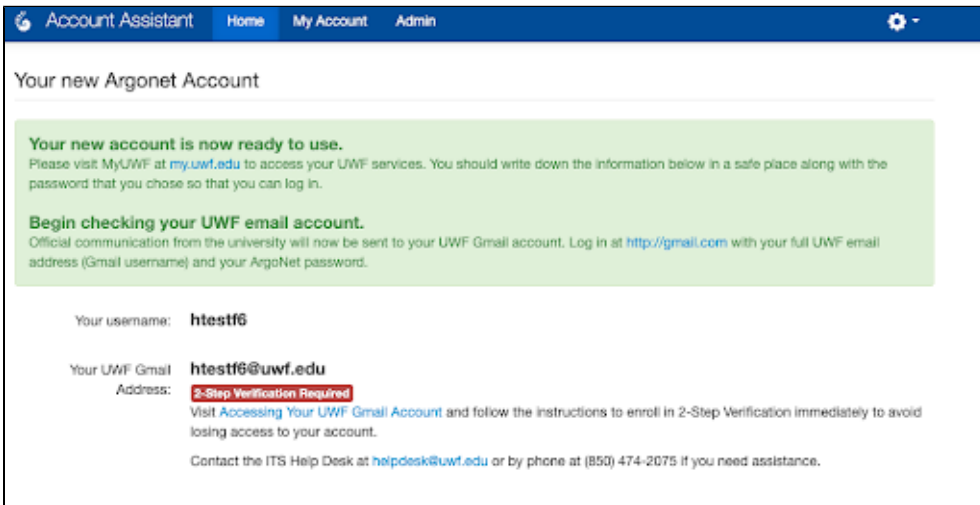 Account Assistant Home My Account Admin
Your new Argonet Account
Your new account is now ready to use.
Please visit MyUWF at my.uwf.edu to access your UWF services. You should write down the information below in a safe place along with the
password that you chose so that you can log in.
Begin checking your UWF email account.
Official communication from the university will now be sent to your UWF Gmail account. Log in at http://gmail.com with your full UWF email
address (Gmail username) and your ArgoNet password.
Your username: htestf6
Your UWF Gmail htestf6@uwf.edu
Address: 2-Step Verification Required
Visit Accessing Your UWF Gmail Account and follow the instructions to enroll in 2-Step Verification immediately to avoid
losing access to your account.
Contact the ITS Help Desk at helpdesk@uwf.edu or by phone at (850) 474-2075 if you need assistance.